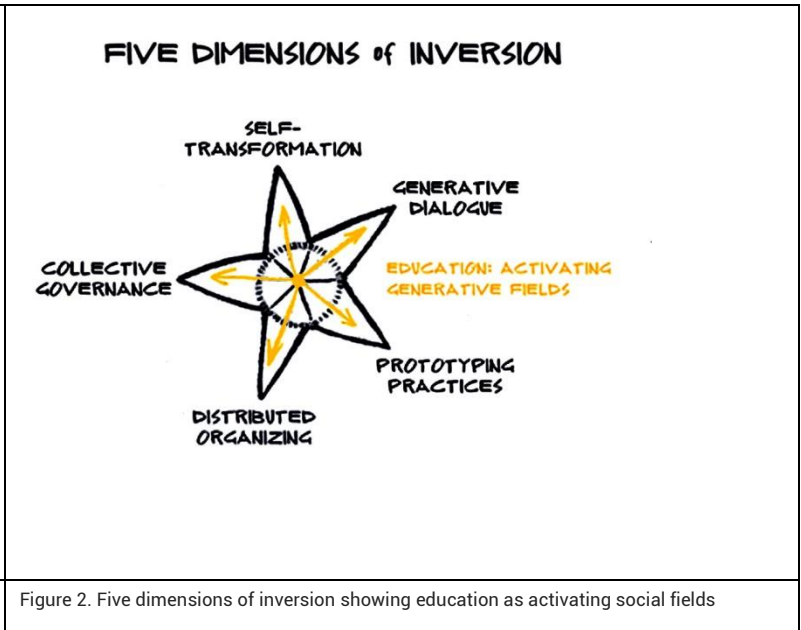 FIVE DIMENSIONS of INVERSION
SELF-
TRANSFORMATION
GENERATIVE
DIALOGUE
COLLECTIVE
GOVERNANCE
EDUCATION: ACTIVATING
GENERATIVE FIELDS
PROTOTYPING
PRACTICES
DISTRIBUTED
ORGANIZING
Figure 2. Five dimensions of inversion showing education as activating social fields